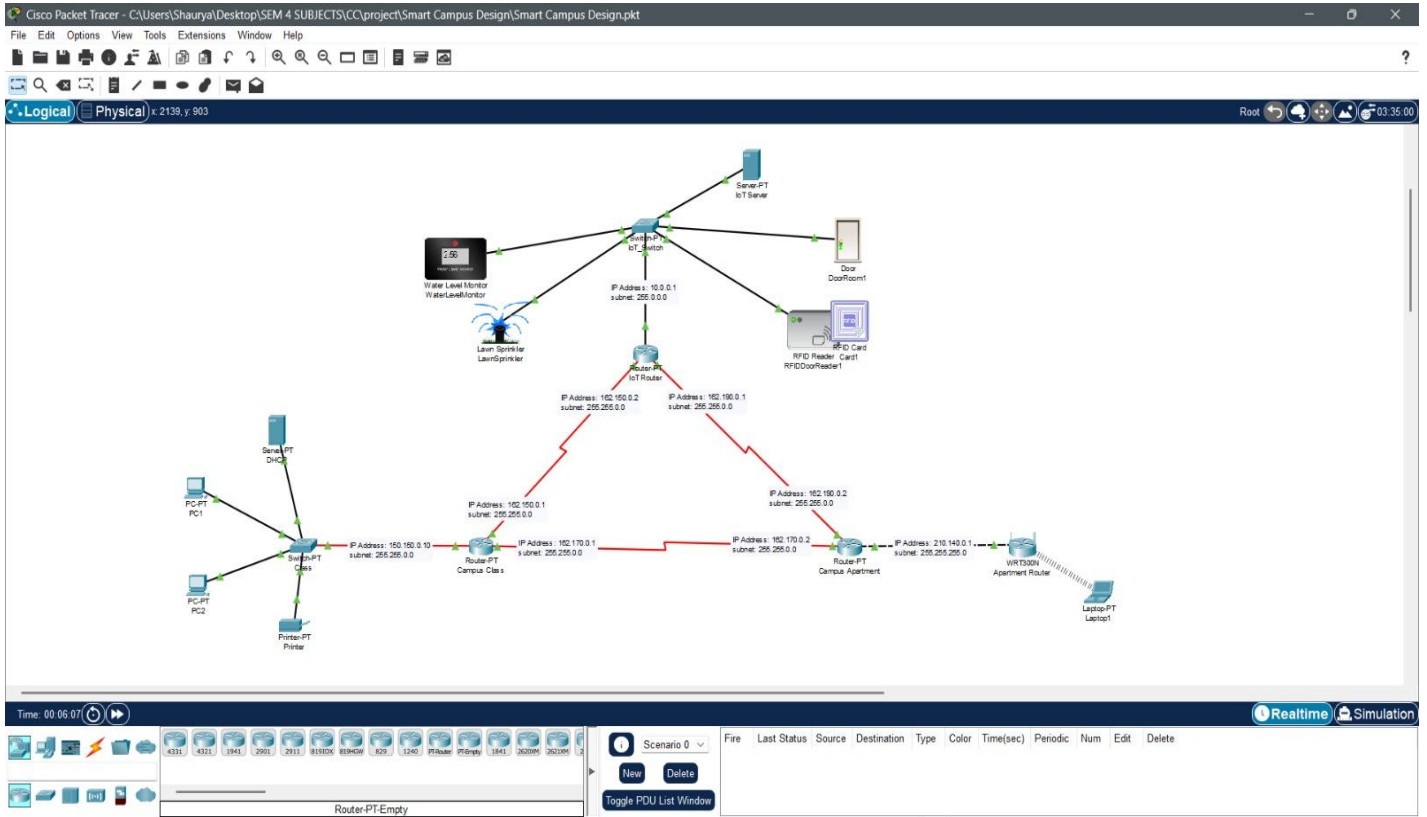 Cisco Packet Tracer - C:\Users\Shaurya\Desktop\SEM 4 SUBJECTS\CC\project\Smart Campus Design\Smart Campus Design.pkt
File Edit Options View Tools Extensions Window Help
?
Logical Physical x: 2139, y: 903
Root 03:35:00
Server-PT
IoT Server
Switch-PT
IoT_Switch
2.56
Water Level Monitor
WaterLevelMonitor
Door
DoorRoom1
IP Address: 10.0.0.1
subnet: 255.0.0.0
Lawn Sprinkler
LawnSprinkler
RFID Card
Card1
RFID Reader
RFIDDoorReader1
Router-PT
IoT Router
IP Address: 162.150.0.2
subnet: 255.255.0.0
IP Address: 162.190.0.1
subnet: 255.255.0.0
Server-PT
DHCP
PC-PT
PC1
IP Address: 162.150.0.1
subnet: 255.255.0.0
IP Address: 162.190.0.2
subnet: 255.255.0.0
Switch-PT
Class
IP Address: 150.150.0.10
subnet: 255.255.0.0
Router-PT
Campus Class
IP Address: 162.170.0.1
subnet: 255.255.0.0
IP Address: 162.170.0.2
subnet: 255.255.0.0
Router-PT
Campus Apartment
IP Address: 210.140.0.1
subnet: 255.255.255.0
WRT300N
Apartment Router
Laptop-PT
Laptop1
PC-PT
PC2
Printer-PT
Printer
Time: 00:06:07
Realtime Simulation
4331 4321 1941 2901 2911 819IOX 819HGW 829 1240 PT-Router PT-Empty 1841 2620XM 2621XM 2
Router-PT-Empty
Scenario 0
New Delete
Toggle PDU List Window
Fire Last Status Source Destination Type Color Time(sec) Periodic Num Edit Delete